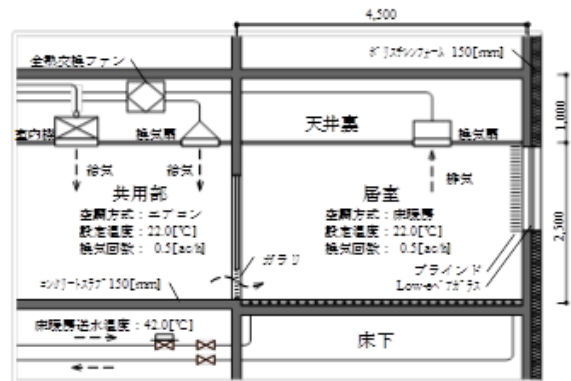 4,500
ポリスチレンフォーム 150[mm]
全熱交換ファン
室内機
換気扇
天井裏
換気扇
1,000
給気
給気
排気
共用部
空調方式：エアコン
設定温度：22.0[℃]
換気回数： 0.5[ac/h]
居室
空調方式：床暖房
設定温度：22.0[℃]
換気回数： 0.5[ac/h]
2,500
ガラリ
ブラインド
Low-eペアガラス
コンクリートスラブ 150[mm]
床暖房送水温度：42.0[℃]
床下